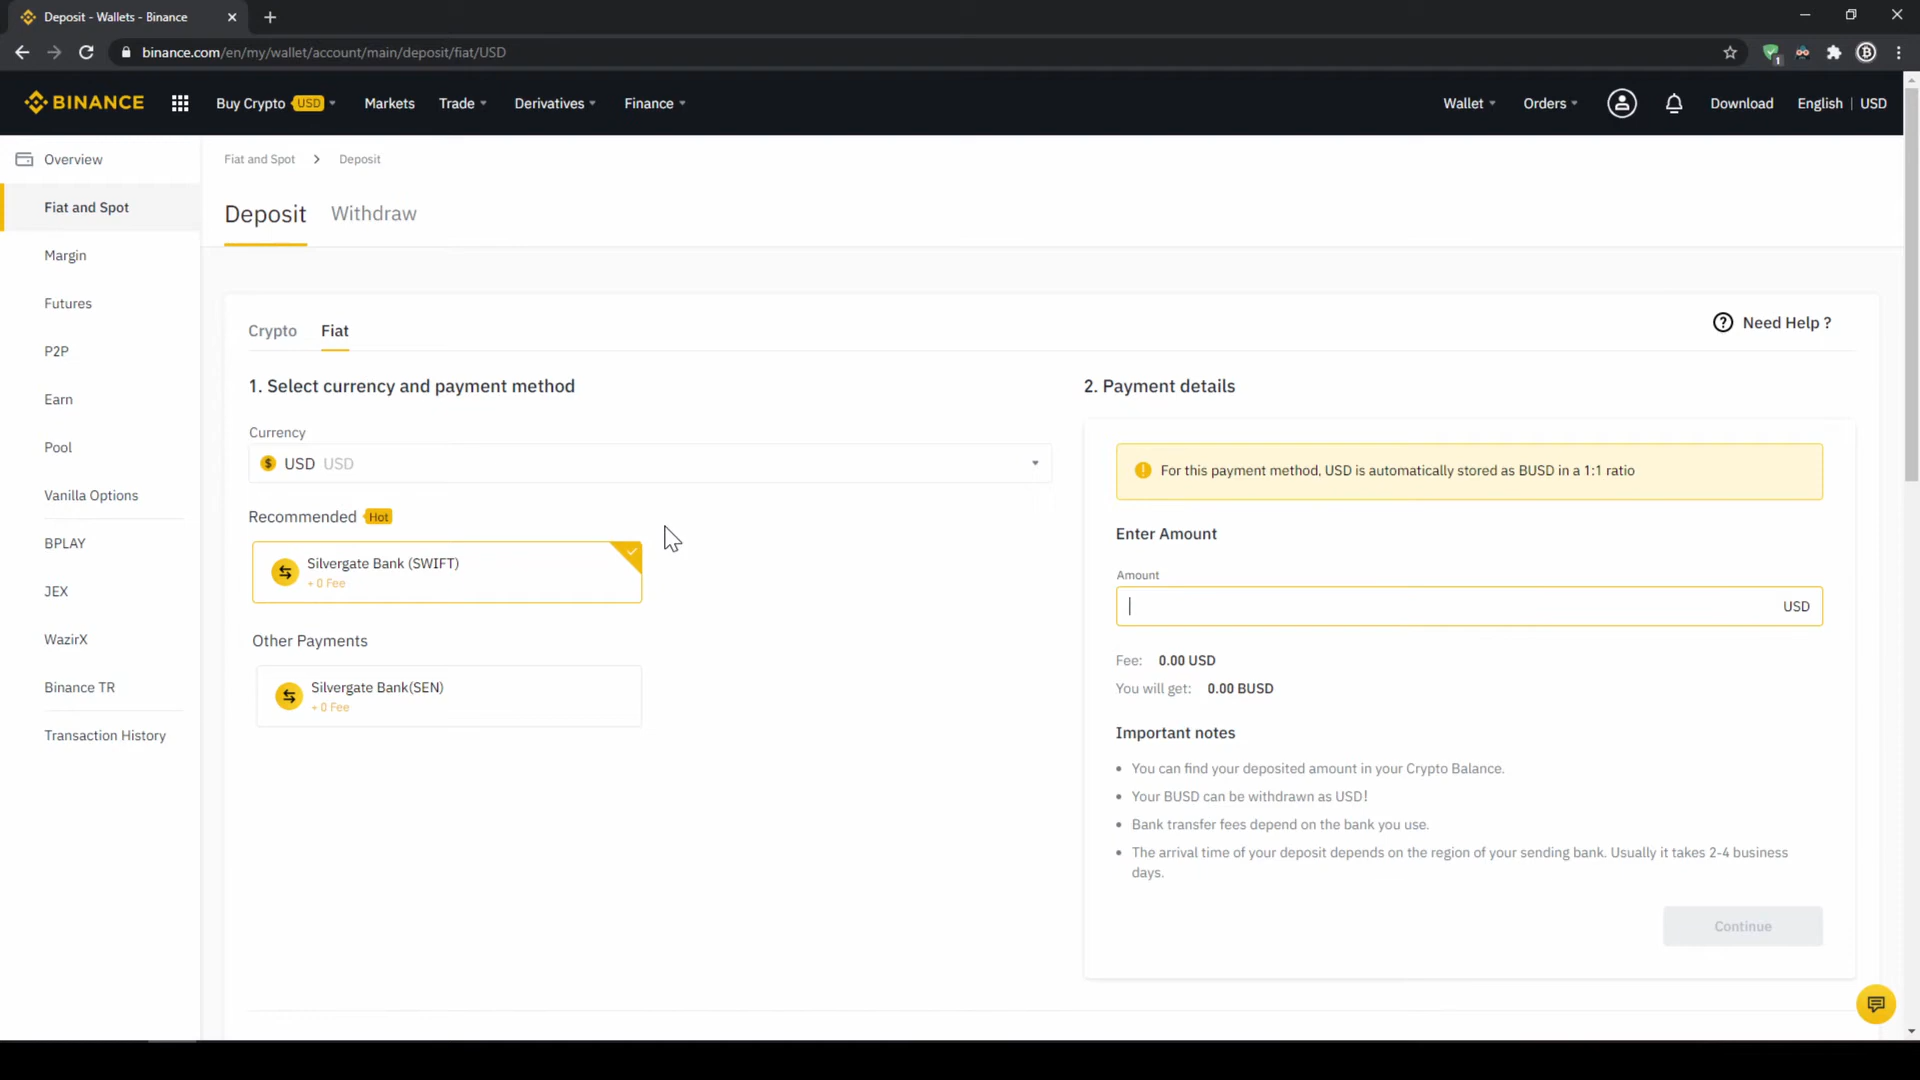 Deposit - Wallets - Binance
binance.com/en/my/wallet/account/main/deposit/fiat/USD
1
BINANCE
Buy Crypto USD
Markets
Trade
Derivatives
Finance
Wallet
Orders
Download
English | USD
Overview
Fiat and Spot
Margin
Futures
P2P
Earn
Pool
Vanilla Options
BPLAY
JEX
WazirX
Binance TR
Transaction History
Fiat and Spot > Deposit
Deposit
Withdraw
Crypto
Fiat
Need Help ?
1. Select currency and payment method
Currency
USD USD
Recommended Hot
Silvergate Bank (SWIFT)
+ 0 Fee
Other Payments
Silvergate Bank(SEN)
+ 0 Fee
2. Payment details
For this payment method, USD is automatically stored as BUSD in a 1:1 ratio
Enter Amount
Amount
USD
Fee: 0.00 USD
You will get: 0.00 BUSD
Important notes
• You can find your deposited amount in your Crypto Balance.
• Your BUSD can be withdrawn as USD!
• Bank transfer fees depend on the bank you use.
• The arrival time of your deposit depends on the region of your sending bank. Usually it takes 2-4 business
days.
Continue